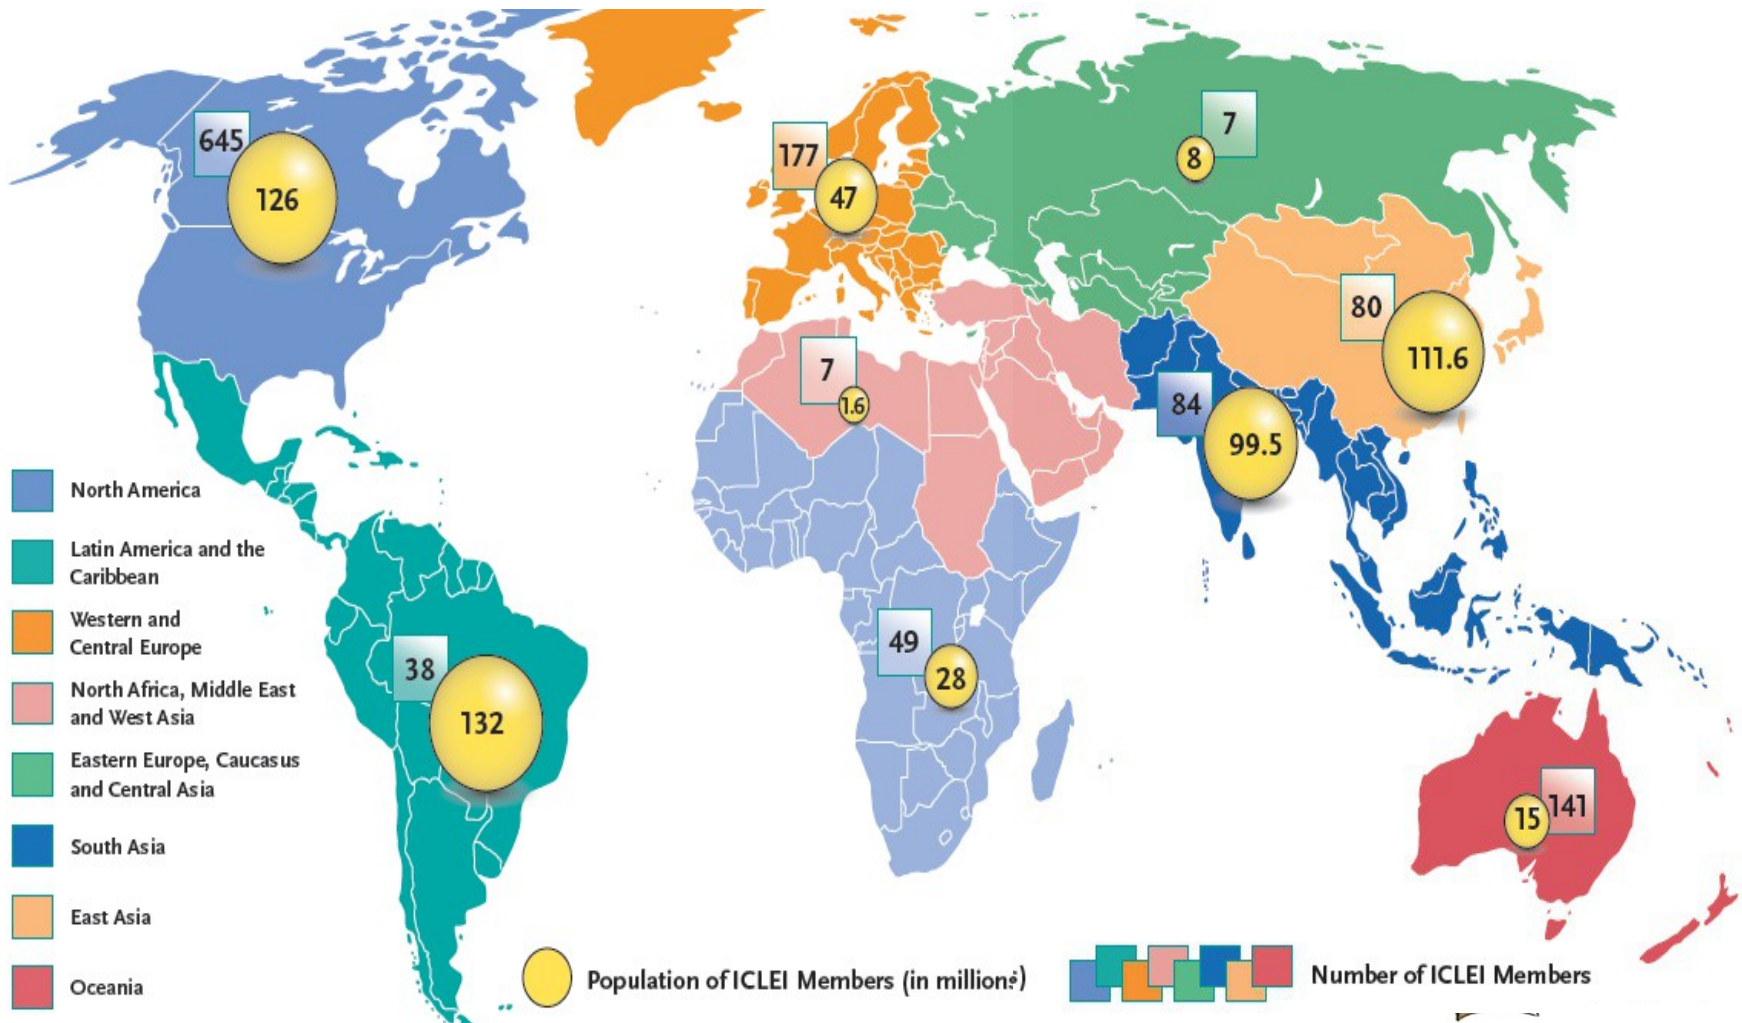 645
126
177
47
7
8
80
111.6
7
1.6
84
99.5
49
28
38
132
15
141
North America
Latin America and the
Caribbean
Western and
Central Europe
North Africa, Middle East
and West Asia
Eastern Europe, Caucasus
and Central Asia
South Asia
East Asia
Oceania
Population of ICLEI Members (in millions)
Number of ICLEI Members